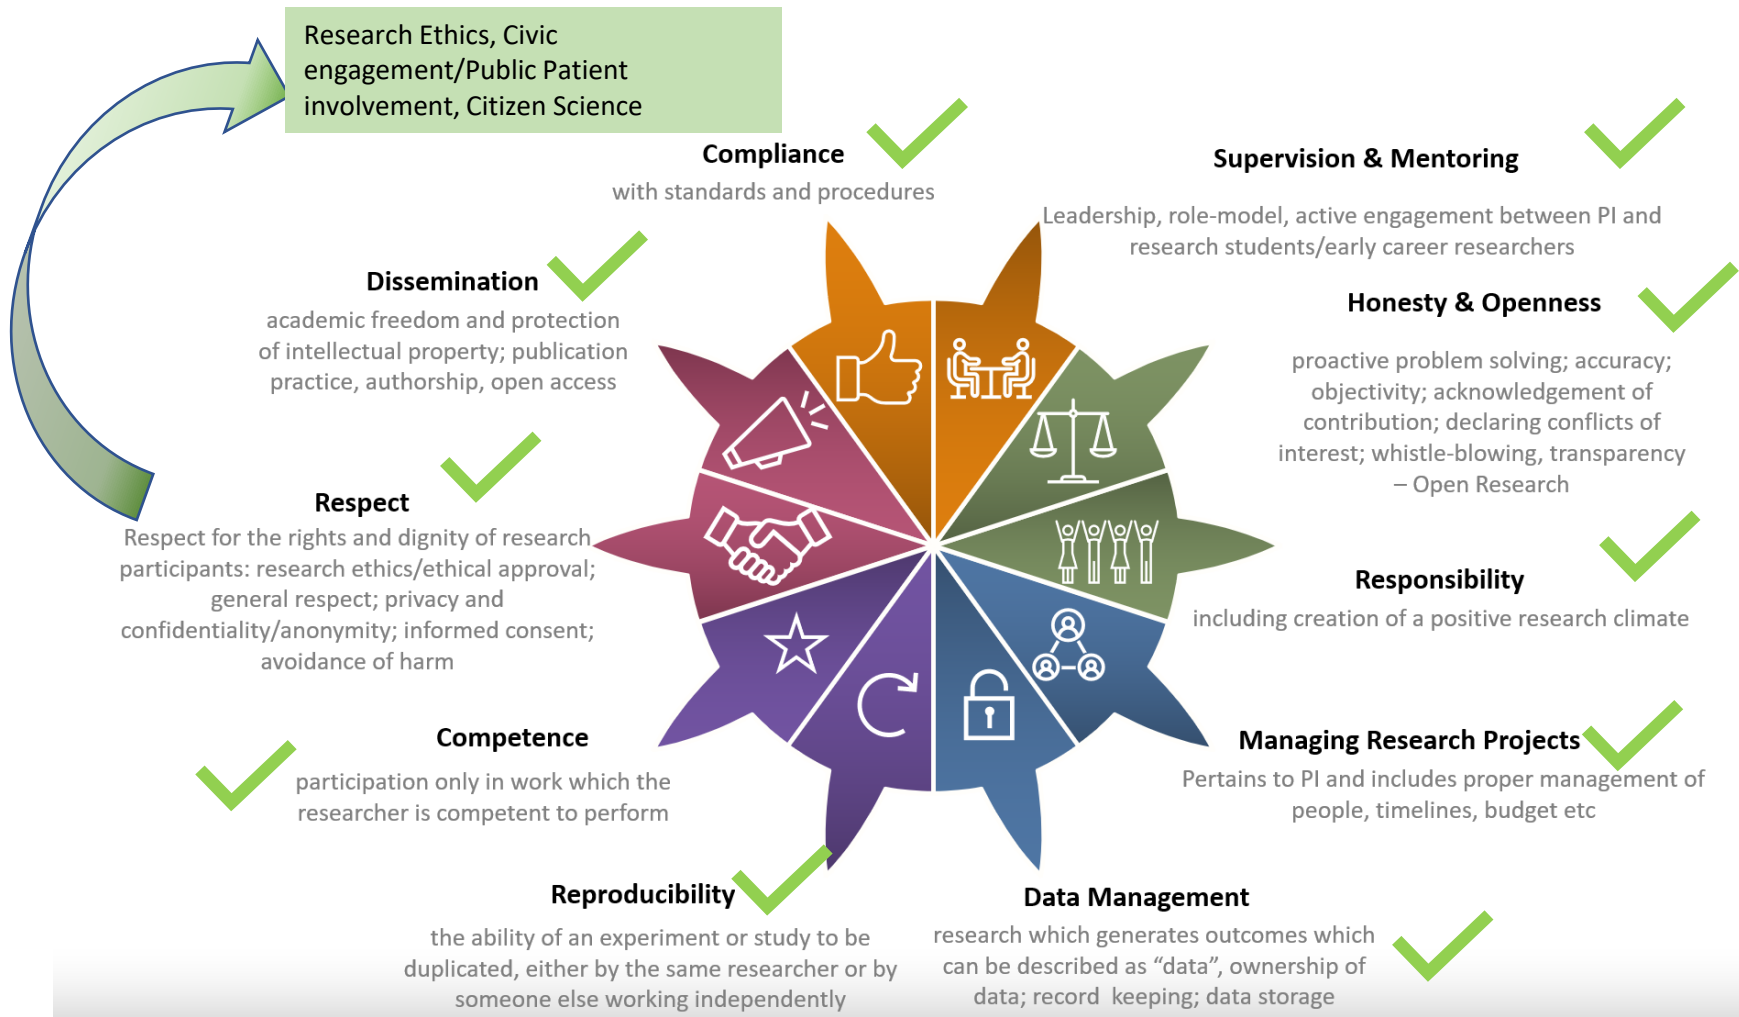 Research Ethics, Civic
engagement/Public Patient
involvement, Citizen Science
Compliance
with standards and procedures
Supervision & Mentoring
Leadership, role-model, active engagement between PI and
research students/early career researchers
Dissemination
academic freedom and protection
of intellectual property; publication
practice, authorship, open access
Honesty & Openness
proactive problem solving; accuracy;
objectivity; acknowledgement of
contribution; declaring conflicts of
interest; whistle-blowing, transparency
– Open Research
Respect
Respect for the rights and dignity of research
participants: research ethics/ethical approval;
general respect; privacy and
confidentiality/anonymity; informed consent;
avoidance of harm
Responsibility
including creation of a positive research climate
Competence
participation only in work which the
researcher is competent to perform
Managing Research Projects
Pertains to PI and includes proper management of
people, timelines, budget etc
Reproducibility
the ability of an experiment or study to be
duplicated, either by the same researcher or by
someone else working independently
Data Management
research which generates outcomes which
can be described as “data”, ownership of
data; record keeping; data storage